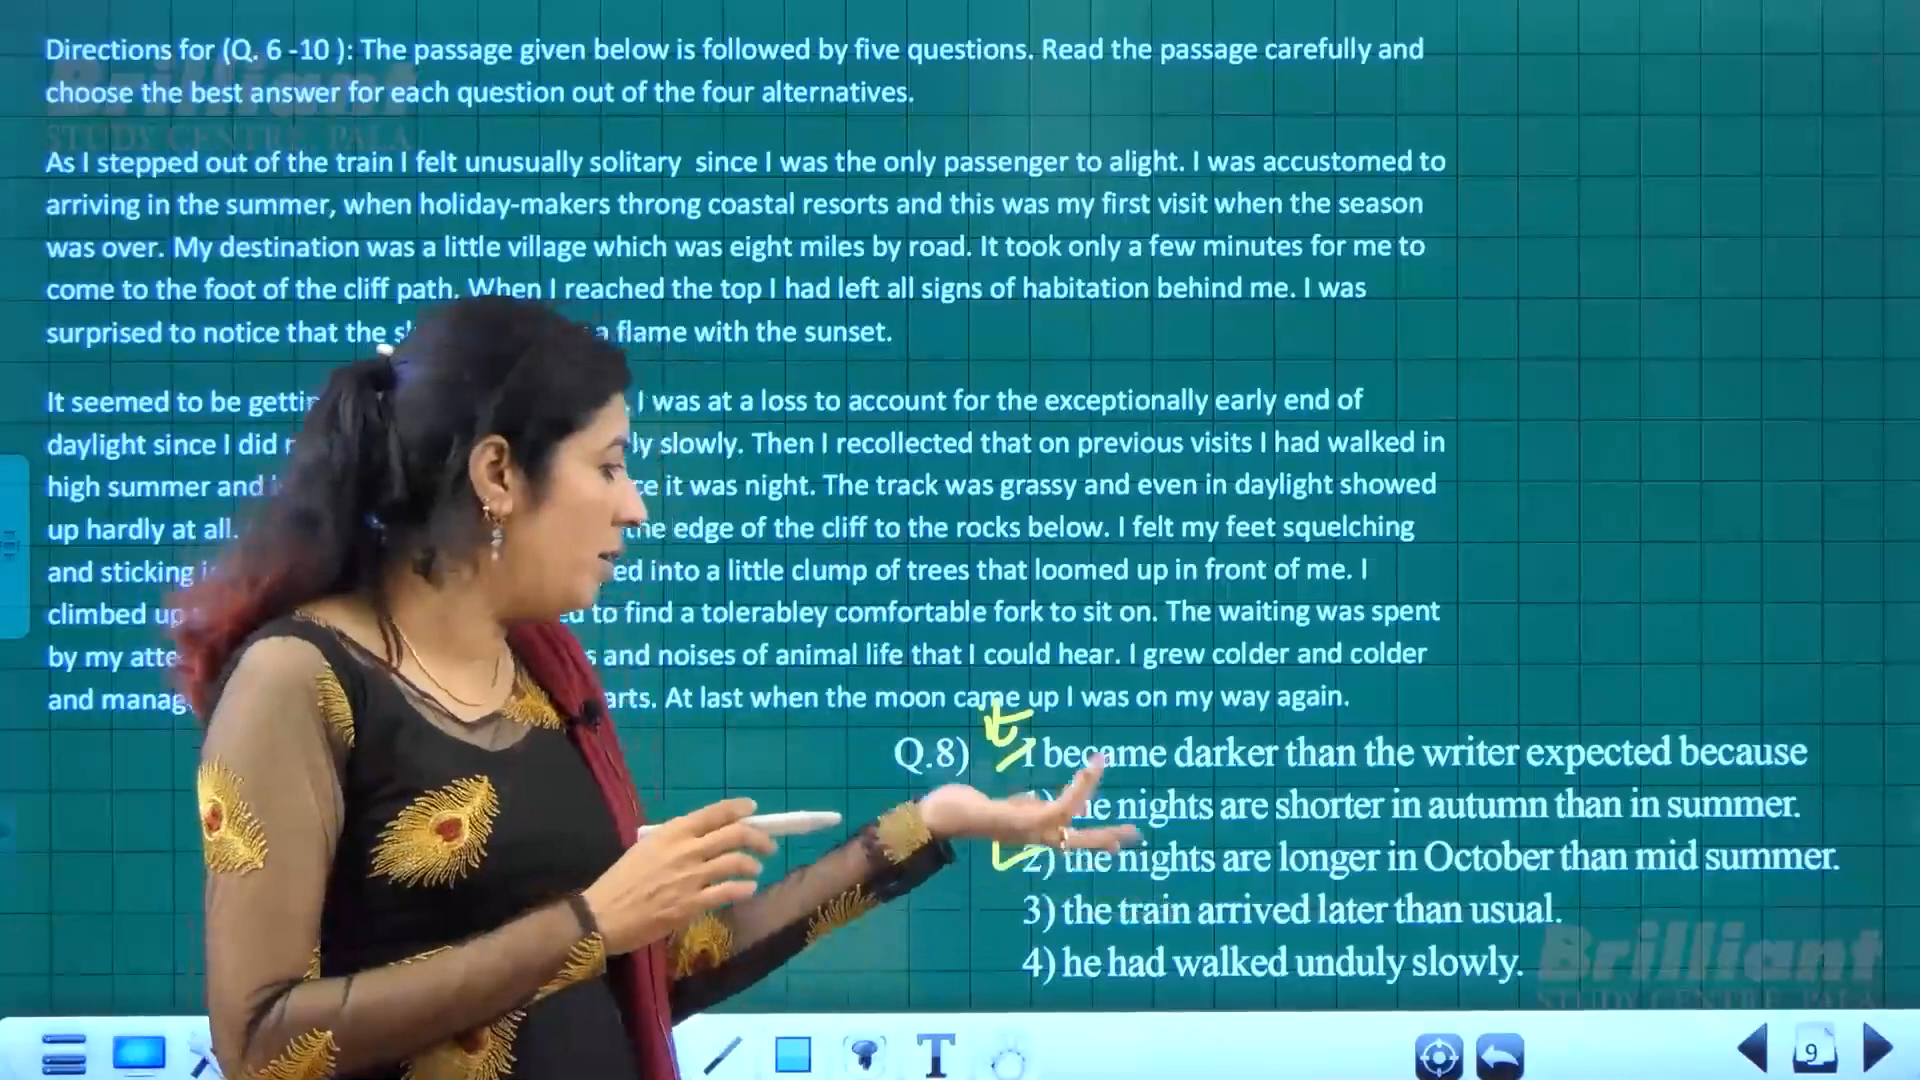 Directions for (Q. 6 -10 ): The passage given below is followed by five questions. Read the passage carefully and
choose the best answer for each question out of the four alternatives.
Brilliant
STUDY CENTRE, PALA
As I stepped out of the train I felt unusually solitary since I was the only passenger to alight. I was accustomed to
arriving in the summer, when holiday-makers throng coastal resorts and this was my first visit when the season
was over. My destination was a little village which was eight miles by road. It took only a few minutes for me to
come to the foot of the cliff path. When I reached the top I had left all signs of habitation behind me. I was
surprised to notice that the a flame with the sunset.
It seemed to be I was at a loss to account for the exceptionally early end of
daylight since I did slowly. Then I recollected that on previous visits I had walked in
high summer and it was night. The track was grassy and even in daylight showed
up hardly at all. the edge of the cliff to the rocks below. I felt my feet squelching
and sticking into a little clump of trees that loomed up in front of me. I
climbed up to find a tolerabley comfortable fork to sit on. The waiting was spent
by my and noises of animal life that I could hear. I grew colder and colder
and At last when the moon came up I was on my way again.
Q.8) It became darker than the writer expected because
1) the nights are shorter in autumn than in summer.
2) the nights are longer in October than mid summer.
3) the train arrived later than usual.
4) he had walked unduly slowly.
Brilliant
STUDY CENTRE, PALA
T
9